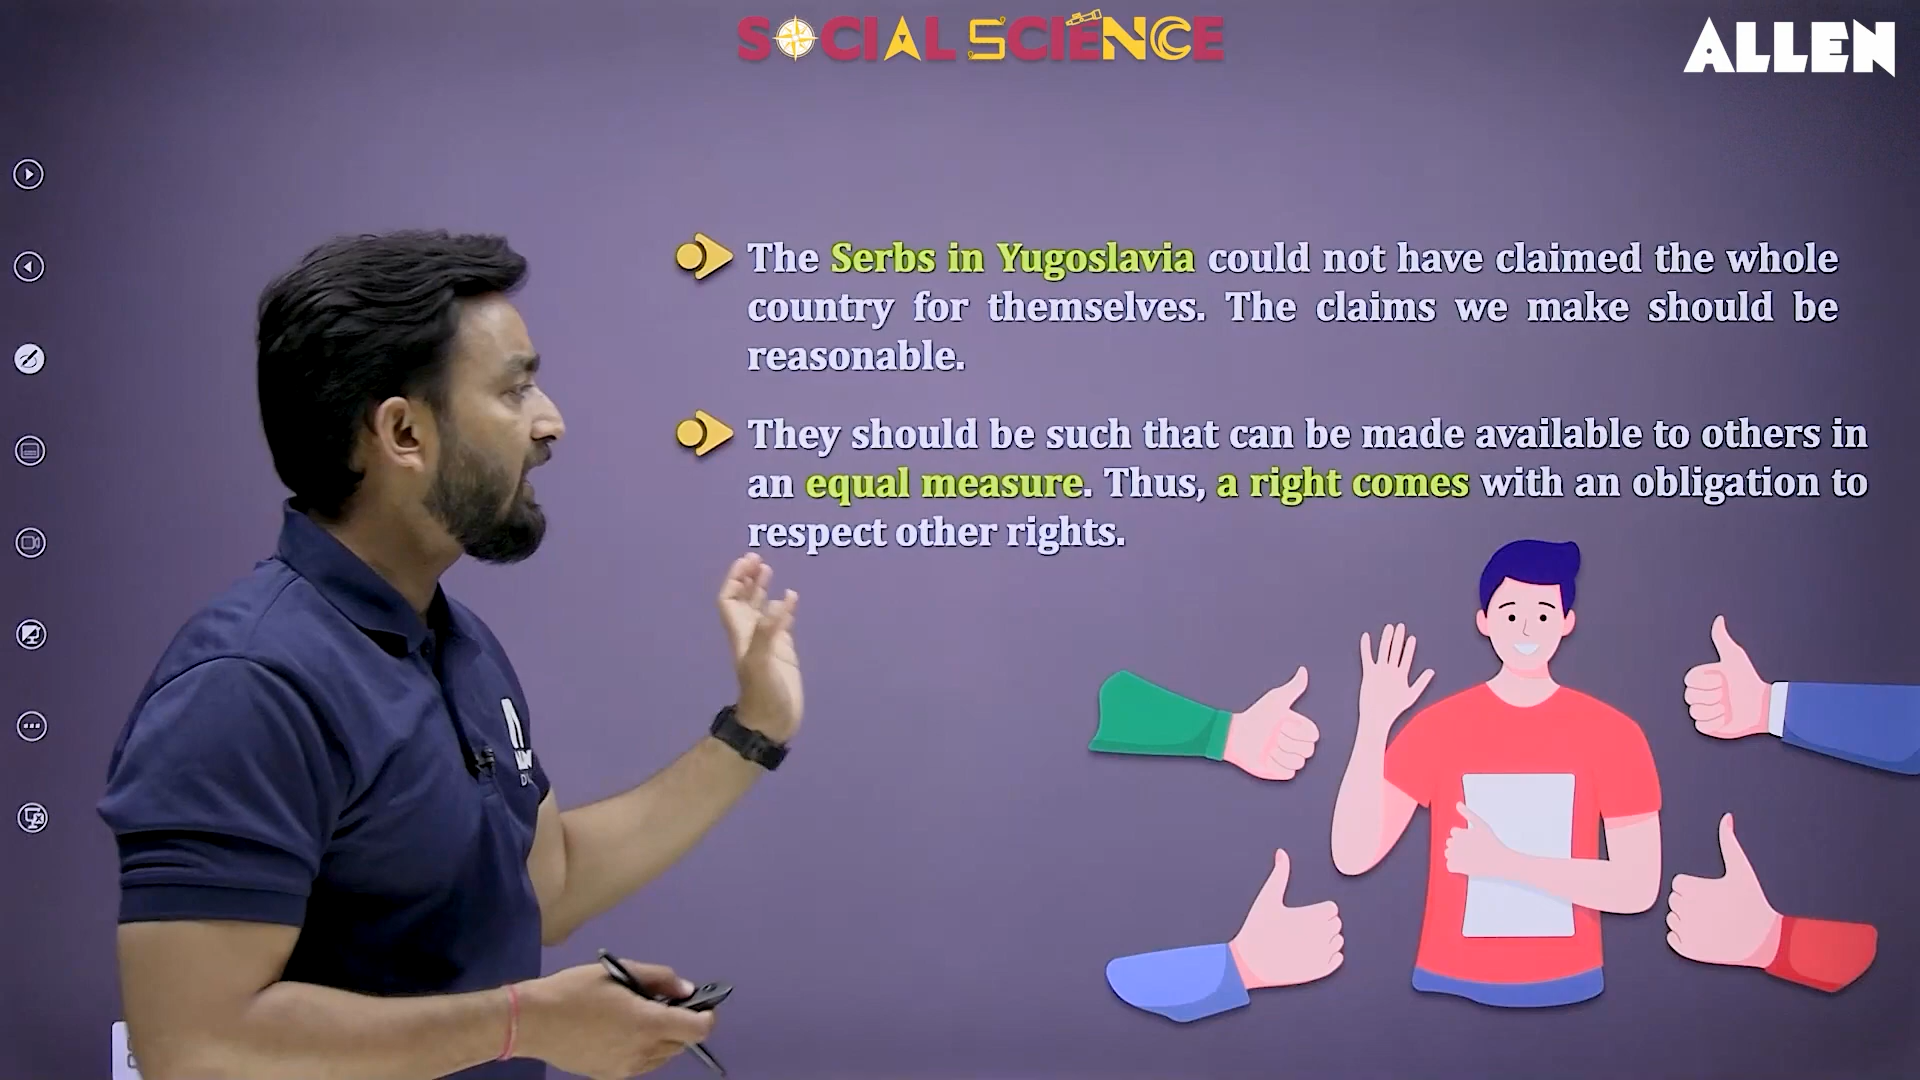 SOCIAL SCIENCE
ALLEN
The Serbs in Yugoslavia could not have claimed the whole
country for themselves. The claims we make should be
reasonable.
They should be such that can be made available to others in
an equal measure. Thus, a right comes with an obligation to
respect other rights.